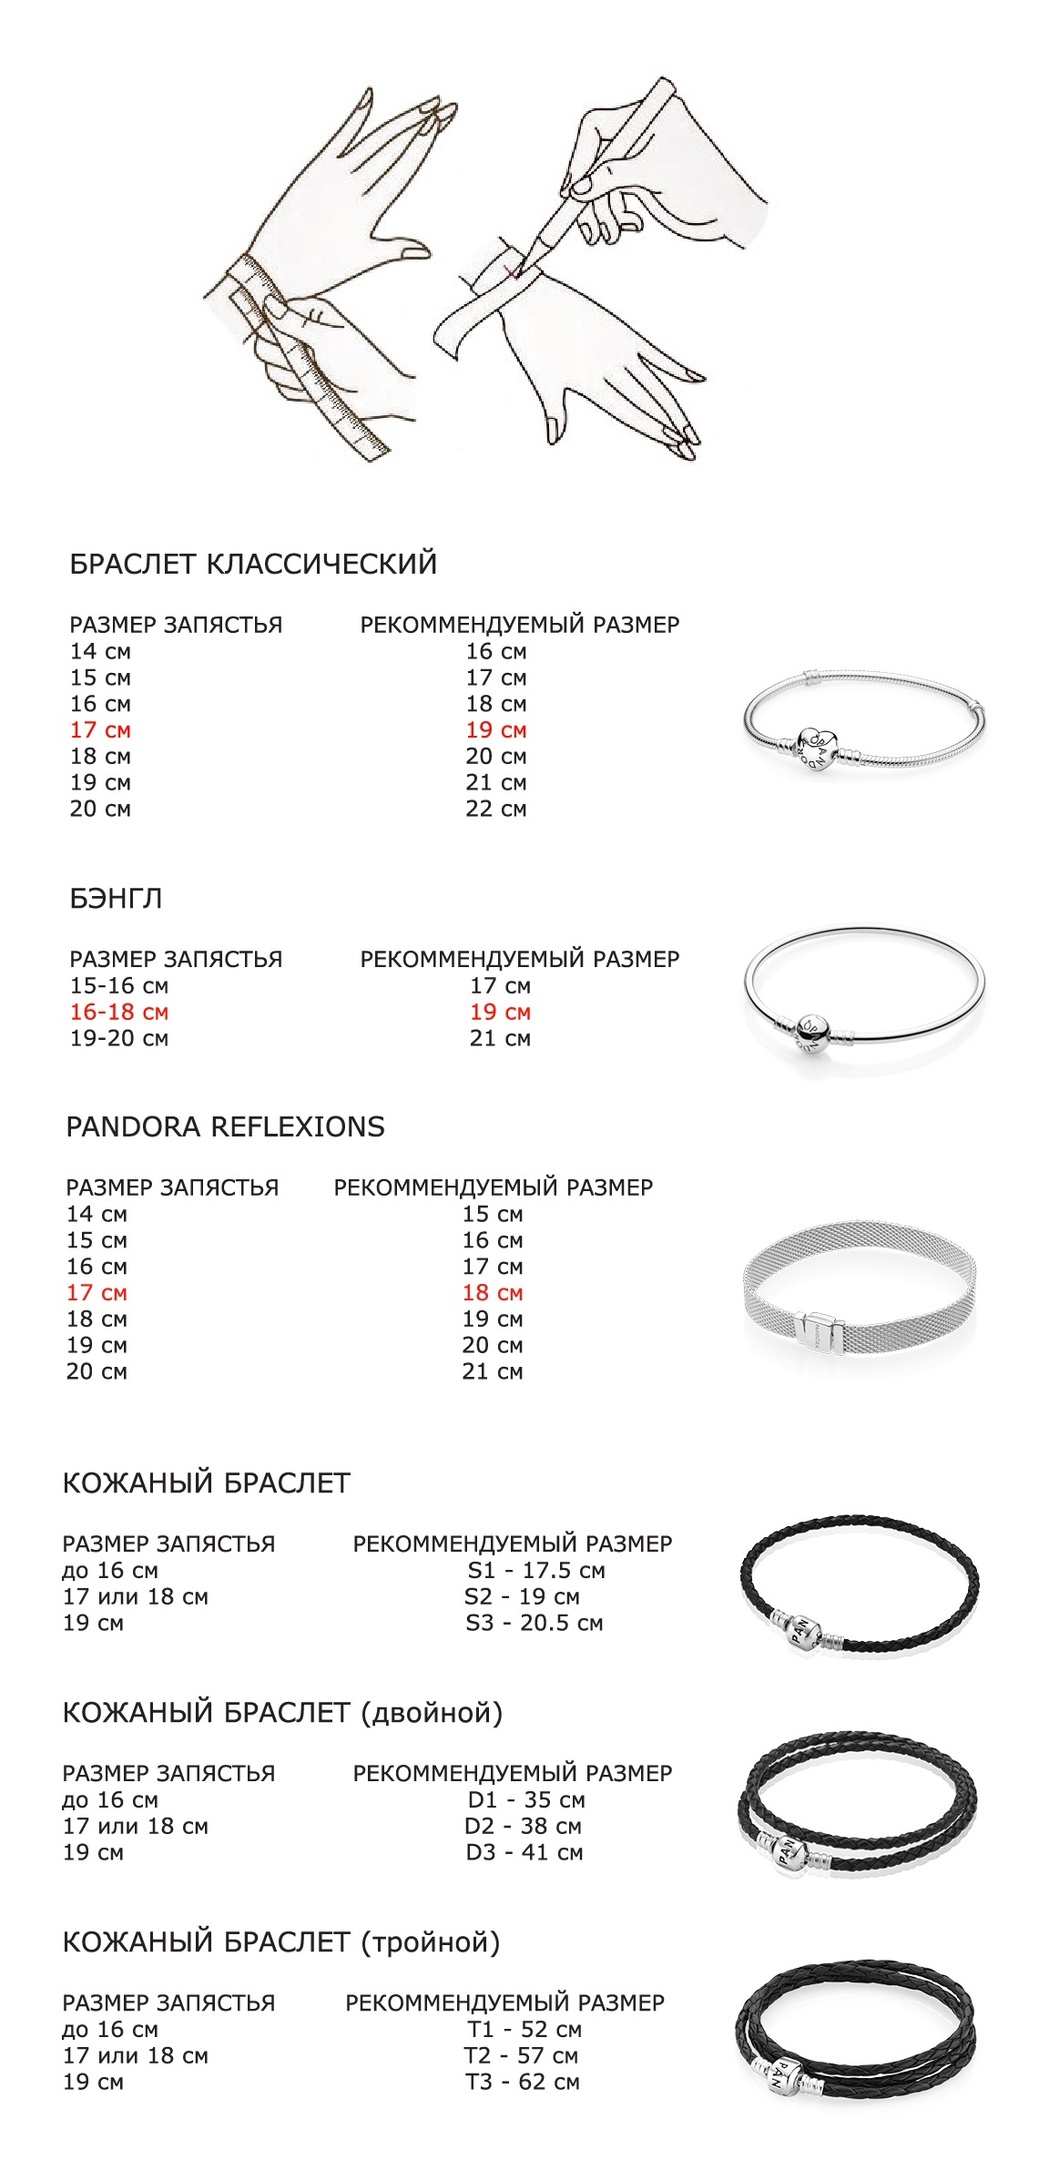 БРАСЛЕТ КЛАССИЧЕСКИЙ
РАЗМЕР ЗАПЯСТЬЯ РЕКОММЕНДУЕМЫЙ РАЗМЕР
14 см 16 см
15 см 17 см
16 см 18 см
17 см 19 см
18 см 20 см
19 см 21 см
20 см 22 см
БЭНГЛ
РАЗМЕР ЗАПЯСТЬЯ РЕКОММЕНДУЕМЫЙ РАЗМЕР
15-16 см 17 см
16-18 см 19 см
19-20 см 21 см
PANDORA REFLEXIONS
РАЗМЕР ЗАПЯСТЬЯ РЕКОММЕНДУЕМЫЙ РАЗМЕР
14 см 15 см
15 см 16 см
16 см 17 см
17 см 18 см
18 см 19 см
19 см 20 см
20 см 21 см
КОЖАНЫЙ БРАСЛЕТ
РАЗМЕР ЗАПЯСТЬЯ РЕКОММЕНДУЕМЫЙ РАЗМЕР
до 16 см S1 - 17.5 см
17 или 18 см S2 - 19 см
19 см S3 - 20.5 см
PAN
КОЖАНЫЙ БРАСЛЕТ (двойной)
РАЗМЕР ЗАПЯСТЬЯ РЕКОММЕНДУЕМЫЙ РАЗМЕР
до 16 см D1 - 35 см
17 или 18 см D2 - 38 см
19 см D3 - 41 см
PAN
КОЖАНЫЙ БРАСЛЕТ (тройной)
РАЗМЕР ЗАПЯСТЬЯ РЕКОММЕНДУЕМЫЙ РАЗМЕР
до 16 см T1 - 52 см
17 или 18 см T2 - 57 см
19 см T3 - 62 см
PAN